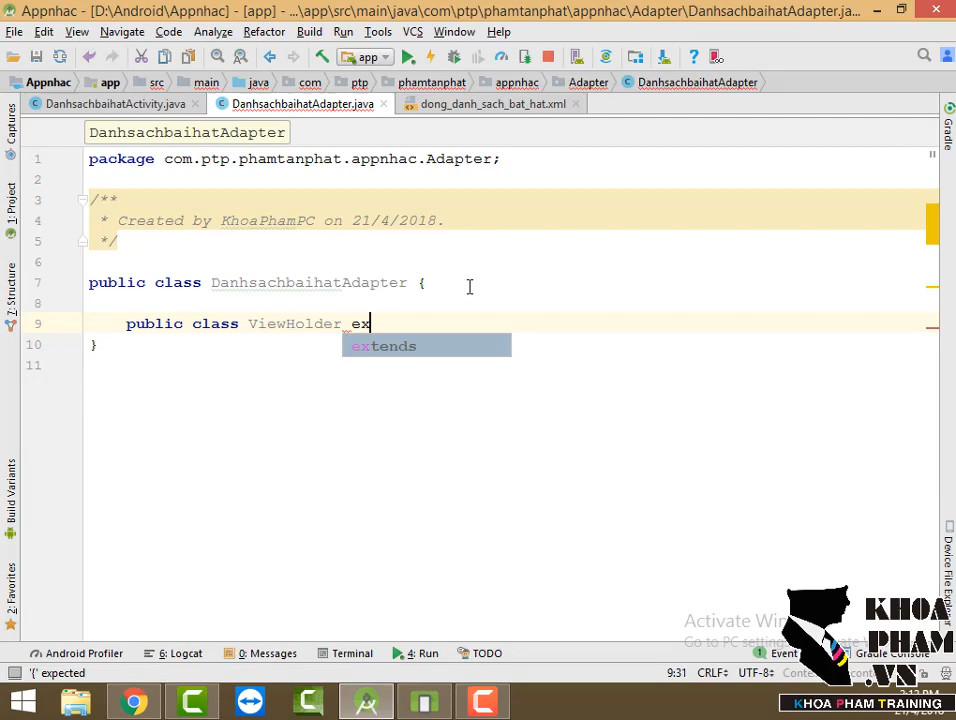 Appnhac - [D:\Android\Appnhac] - [app] - ...\app\src\main\java\com\ptp\phamtanphat\appnhac\Adapter\DanhsachbaihatAdapter.ja...
File Edit View Navigate Code Analyze Refactor Build Run Tools VCS Window Help
app
Appnhac app src main java com ptp phamtanphat appnhac Adapter DanhsachbaihatAdapter
DanhsachbaihatActivity.java DanhsachbaihatAdapter.java dong_danh_sach_bat_hat.xml
DanhsachbaihatAdapter
1 package com.ptp.phamtanphat.appnhac.Adapter;
2
3 /**
4 * Created by KhoaPhamPC on 21/4/2018.
5 */
6
7 public class DanhsachbaihatAdapter {
8
9 public class ViewHolder ex
extends
10 }
11
Captures
1: Project
7: Structure
Build Variants
2: Favorites
Gradle
Device File Explorer
Activate Win
Go to PC setting
KHOA
PHAM
.VN
KHOA PHAM TRAINING
Android Profiler 6: Logcat 0: Messages Terminal 4: Run TODO Event Gradle Console
'{' expected 9:31 CRLF UTF-8
21/4/2018